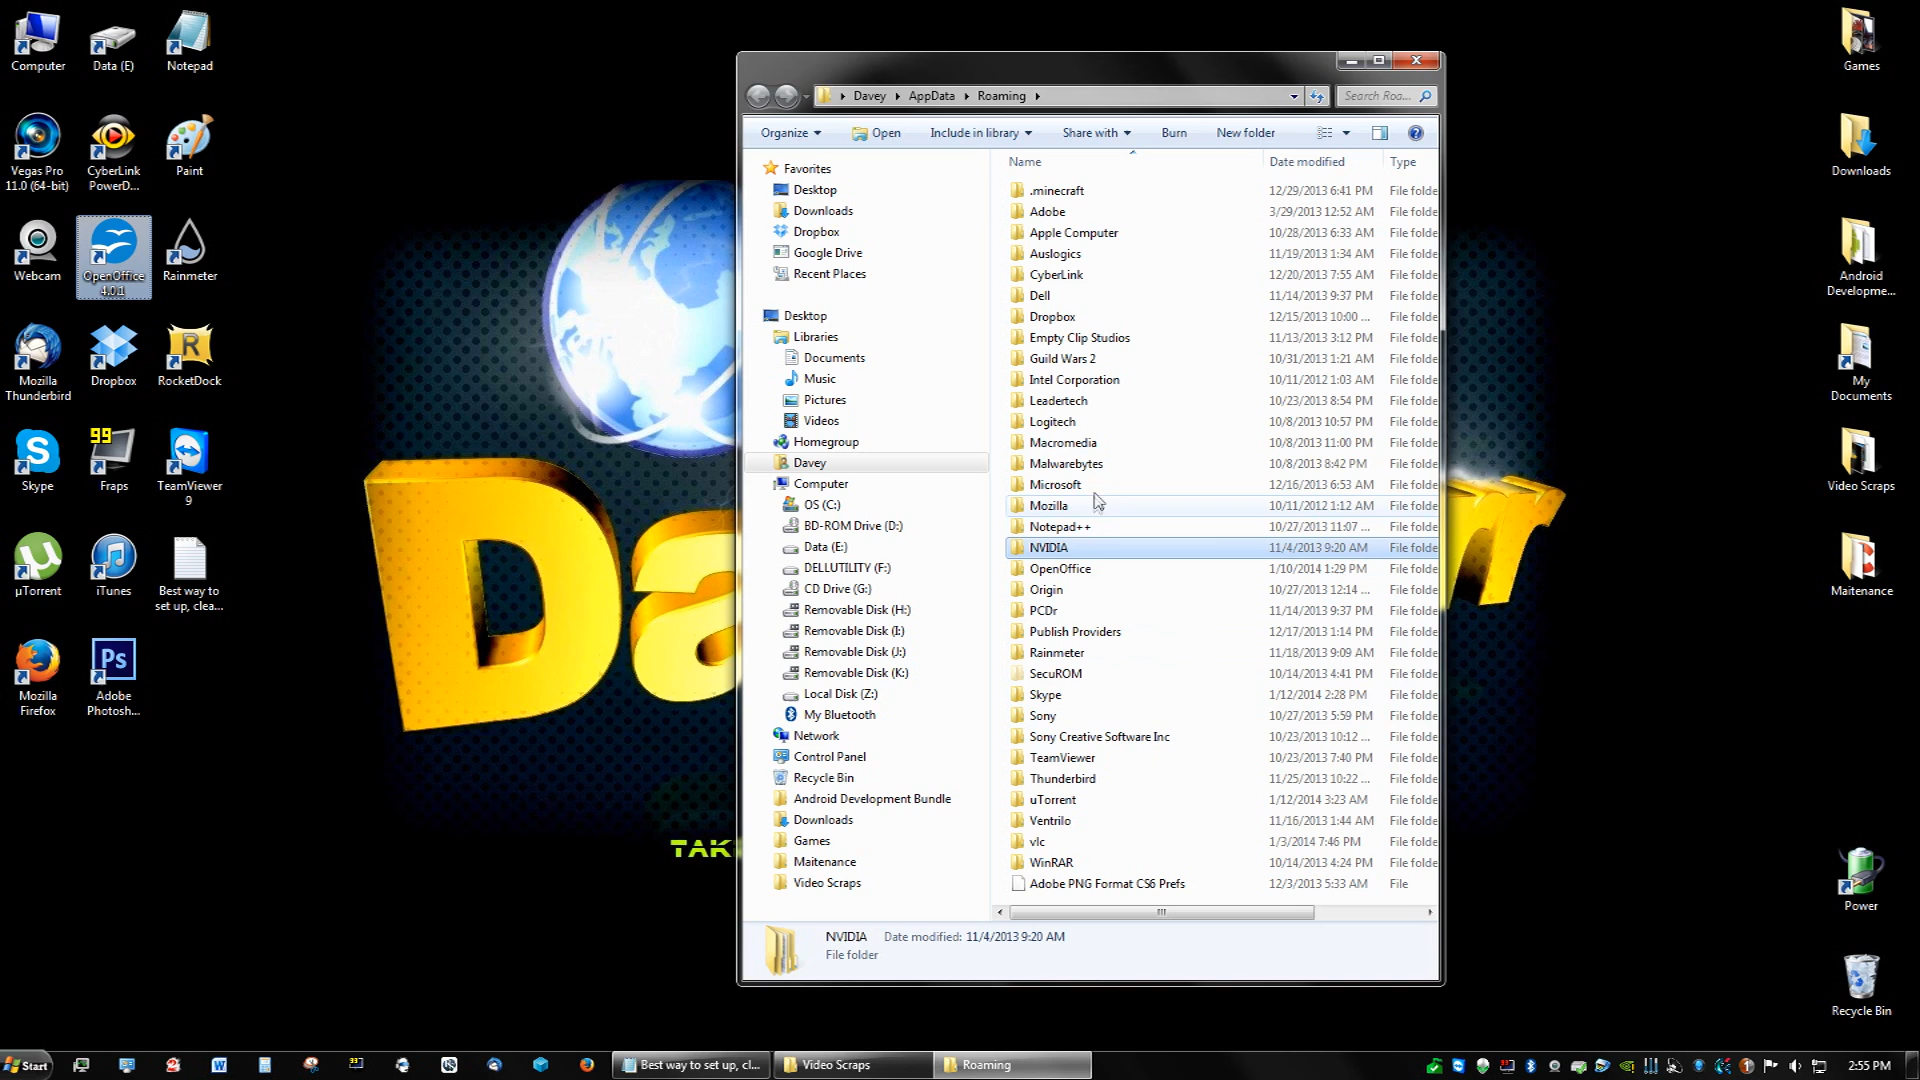 Computer
Data (E)
Notepad
Vegas Pro
11.0 (64-bit)
CyberLink
PowerD...
Paint
Webcam
OpenOffice
4.0.1
Rainmeter
Mozilla
Thunderbird
Dropbox
R
RocketDock
Skype
99
Fraps
TeamViewer
9
µTorrent
iTunes
Best way to
set up, clea...
Mozilla
Firefox
Ps
Adobe
Photosh...
Da
TAK
Davey
AppData
Roaming
Search Roa...
Organize
Open
Include in library
Share with
Burn
New folder
Favorites
Desktop
Downloads
Dropbox
Google Drive
Recent Places
Desktop
Libraries
Documents
Music
Pictures
Videos
Homegroup
Davey
Computer
OS (C:)
BD-ROM Drive (D:)
Data (E:)
DELLUTILITY (F:)
CD Drive (G:)
Removable Disk (H:)
Removable Disk (I:)
Removable Disk (J:)
Removable Disk (K:)
Local Disk (Z:)
My Bluetooth
Network
Control Panel
Recycle Bin
Android Development Bundle
Downloads
Games
Maitenance
Video Scraps
Name Date modified Type
.minecraft 12/29/2013 6:41 PM File folde
Adobe 3/29/2013 12:52 AM File folde
Apple Computer 10/28/2013 6:33 AM File folde
Auslogics 11/19/2013 1:34 AM File folde
CyberLink 12/20/2013 7:55 AM File folde
Dell 11/14/2013 9:37 PM File folde
Dropbox 12/15/2013 10:00 ... File folde
Empty Clip Studios 11/13/2013 3:12 PM File folde
Guild Wars 2 10/31/2013 1:21 AM File folde
Intel Corporation 10/11/2012 1:03 AM File folde
Leadertech 10/23/2013 8:54 PM File folde
Logitech 10/8/2013 10:57 PM File folde
Macromedia 10/8/2013 11:00 PM File folde
Malwarebytes 10/8/2013 8:42 PM File folde
Microsoft 12/16/2013 6:53 AM File folde
Mozilla 10/11/2012 1:12 AM File folde
Notepad++ 10/27/2013 11:07 ... File folde
NVIDIA 11/4/2013 9:20 AM File folde
OpenOffice 1/10/2014 1:29 PM File folde
Origin 10/27/2013 12:14 ... File folde
PCDr 11/14/2013 9:37 PM File folde
Publish Providers 12/17/2013 1:14 PM File folde
Rainmeter 11/18/2013 9:09 AM File folde
SecuROM 10/14/2013 4:41 PM File folde
Skype 1/12/2014 2:28 PM File folde
Sony 10/27/2013 5:59 PM File folde
Sony Creative Software Inc 10/23/2013 10:12 ... File folde
TeamViewer 10/23/2013 7:40 PM File folde
Thunderbird 11/25/2013 10:22 ... File folde
uTorrent 1/12/2014 3:23 AM File folde
Ventrilo 11/16/2013 1:44 AM File folde
vlc 1/3/2014 7:46 PM File folde
WinRAR 10/14/2013 4:24 PM File folde
Adobe PNG Format CS6 Prefs 12/3/2013 5:33 AM File
NVIDIA Date modified: 11/4/2013 9:20 AM
File folder
Games
Downloads
Android
Developme...
My
Documents
Video Scraps
Maitenance
Power
Recycle Bin
Start
Best way to set up, cl...
Video Scraps
Roaming
2:55 PM